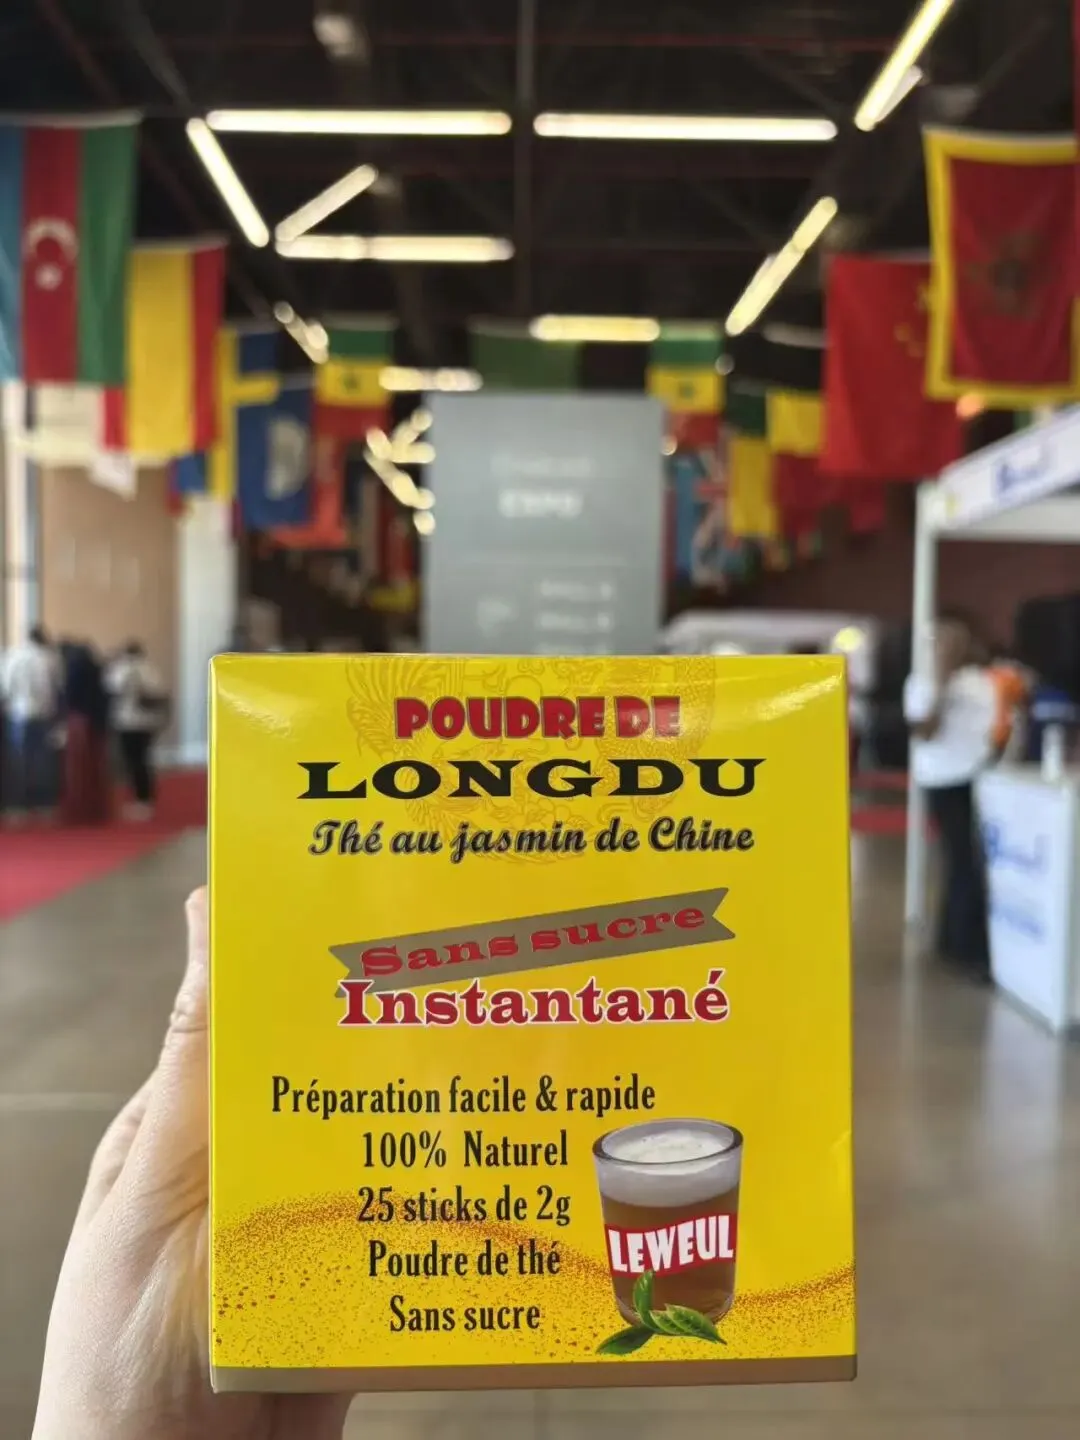 EXPO
POUDRE DE
LONGDU
Thé au jasmin de Chine
Sans sucre
Instantané
Préparation facile & rapide
100% Naturel
25 sticks de 2g
Poudre de thé
Sans sucre
LEWEUL